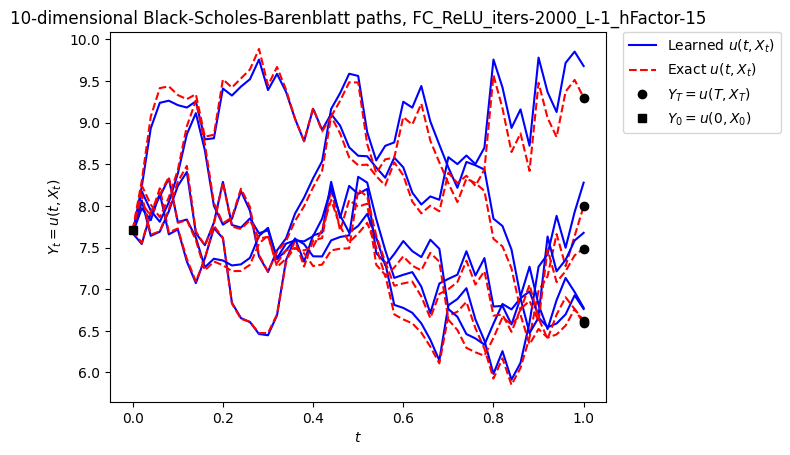 10-dimensional Black-Scholes-Barenblatt paths, FC_ReLU_iters-2000_L-1_hFactor-15
10.0
9.5
9.0
8.5
8.0
7.5
7.0
6.5
6.0
Y_t = u(t, X_t)
0.0 0.2 0.4 0.6 0.8 1.0
t
Learned u(t, X_t)
Exact u(t, X_t)
Y_T = u(T, X_T)
Y_0 = u(0, X_0)